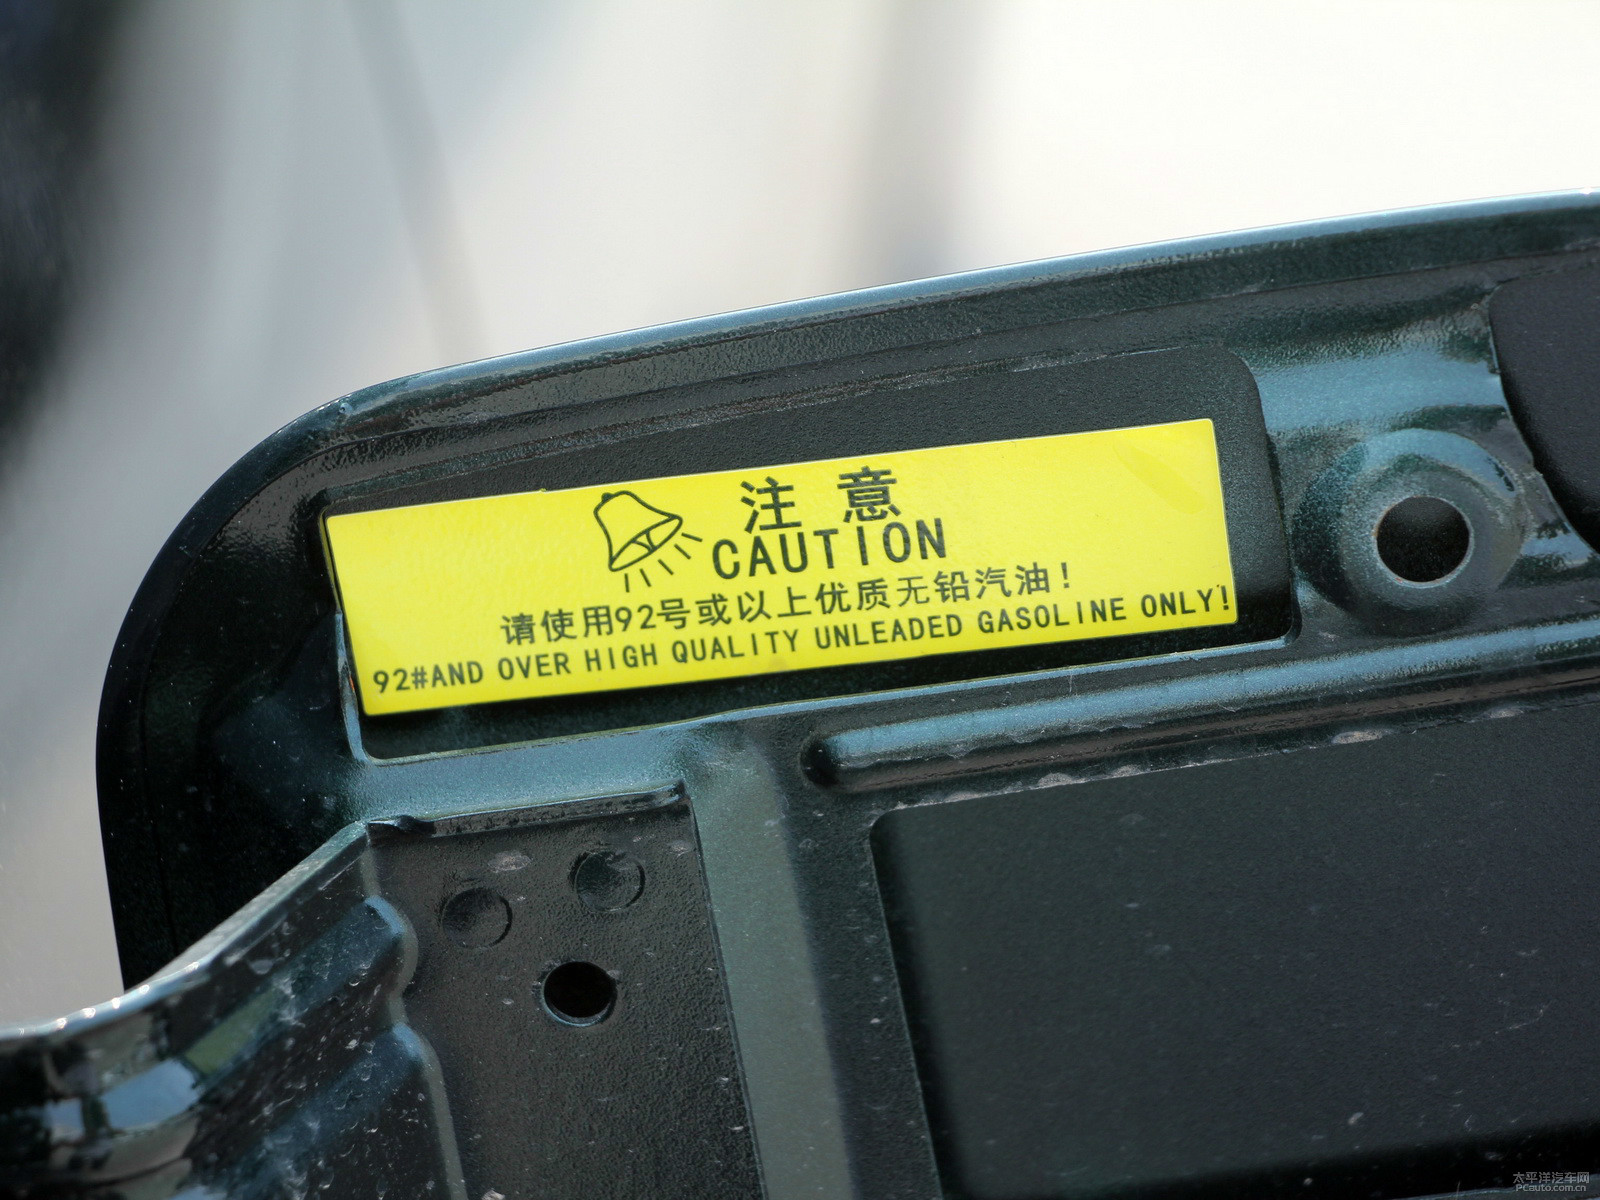 注意
CAUTION
请使用92号或以上优质无铅汽油！
92#AND OVER HIGH QUALITY UNLEADED GASOLINE ONLY!
太平洋汽车网
PCauto.com.cn